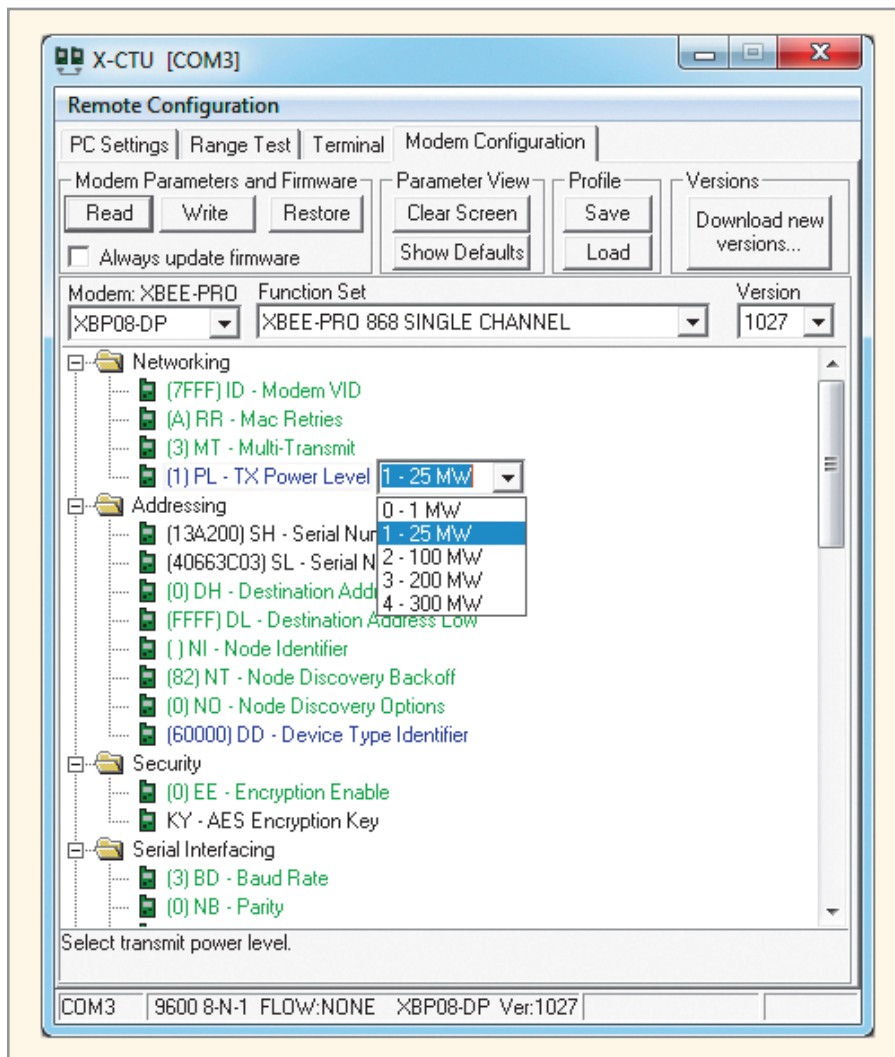 X-CTU [COM3]
Remote Configuration
PC Settings Range Test Terminal Modem Configuration
Modem Parameters and Firmware Parameter View Profile Versions
Read Write Restore Clear Screen Save Download new versions...
Always update firmware Show Defaults Load
Modem: XBEE-PRO Function Set Version
XBP08-DP XBEE-PRO 868 SINGLE CHANNEL 1027
Networking
(7FFF) ID - Modem VID
(A) RR - Mac Retries
(3) MT - Multi-Transmit
(1) PL - TX Power Level 1 - 25 MW
0 - 1 MW
1 - 25 MW
2 - 100 MW
3 - 200 MW
4 - 300 MW
Addressing
(13A200) SH - Serial Num
(40663C03) SL - Serial N
(0) DH - Destination Addr
(FFFF) DL - Destination Address Low
( ) NI - Node Identifier
(82) NT - Node Discovery Backoff
(0) NO - Node Discovery Options
(60000) DD - Device Type Identifier
Security
(0) EE - Encryption Enable
KY - AES Encryption Key
Serial Interfacing
(3) BD - Baud Rate
(0) NB - Parity
Select transmit power level.
COM3 9600 8-N-1 FLOW:NONE XBP08-DP Ver:1027